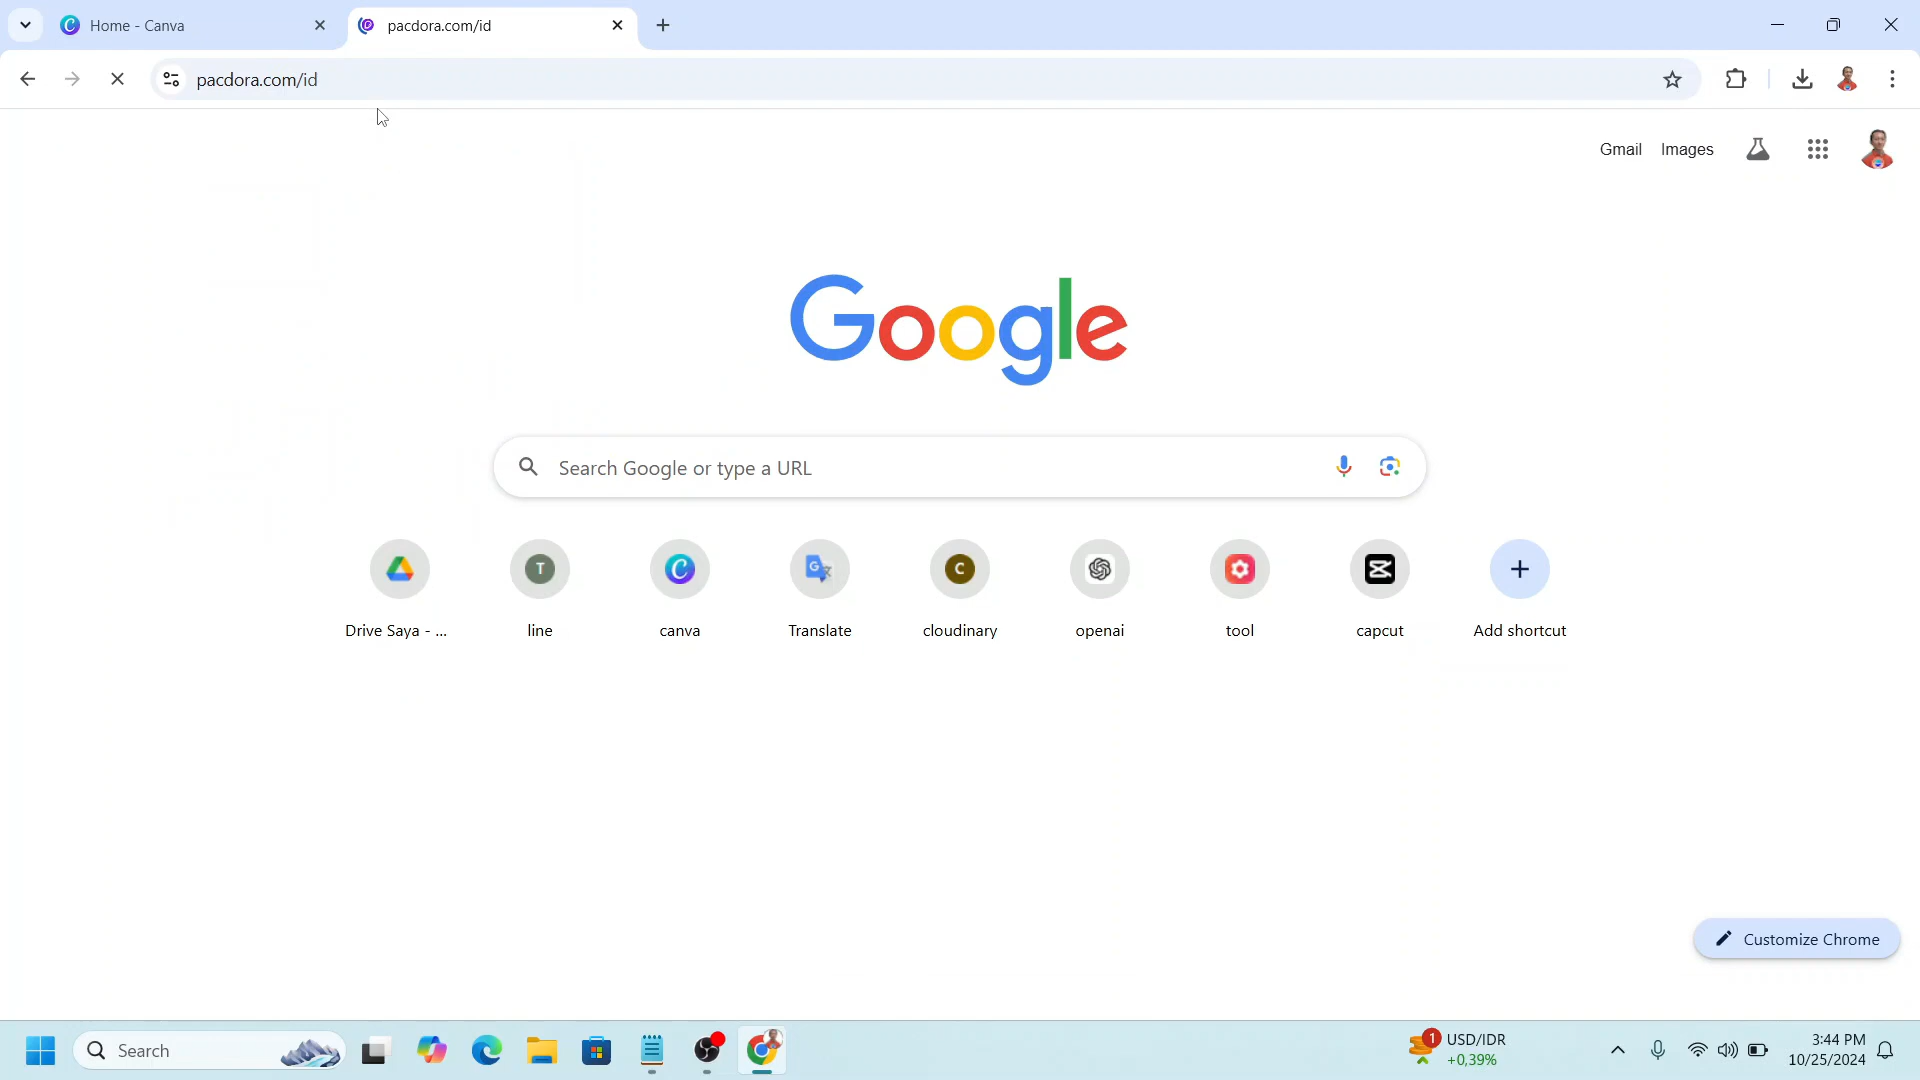 Home - Canva
pacdora.com/id
pacdora.com/id
Gmail
Images
Google
Search Google or type a URL
T
C
Drive Saya - ...
line
canva
Translate
cloudinary
openai
tool
capcut
Add shortcut
Customize Chrome
Search
1
USD/IDR
+0,39%
3:44 PM
10/25/2024